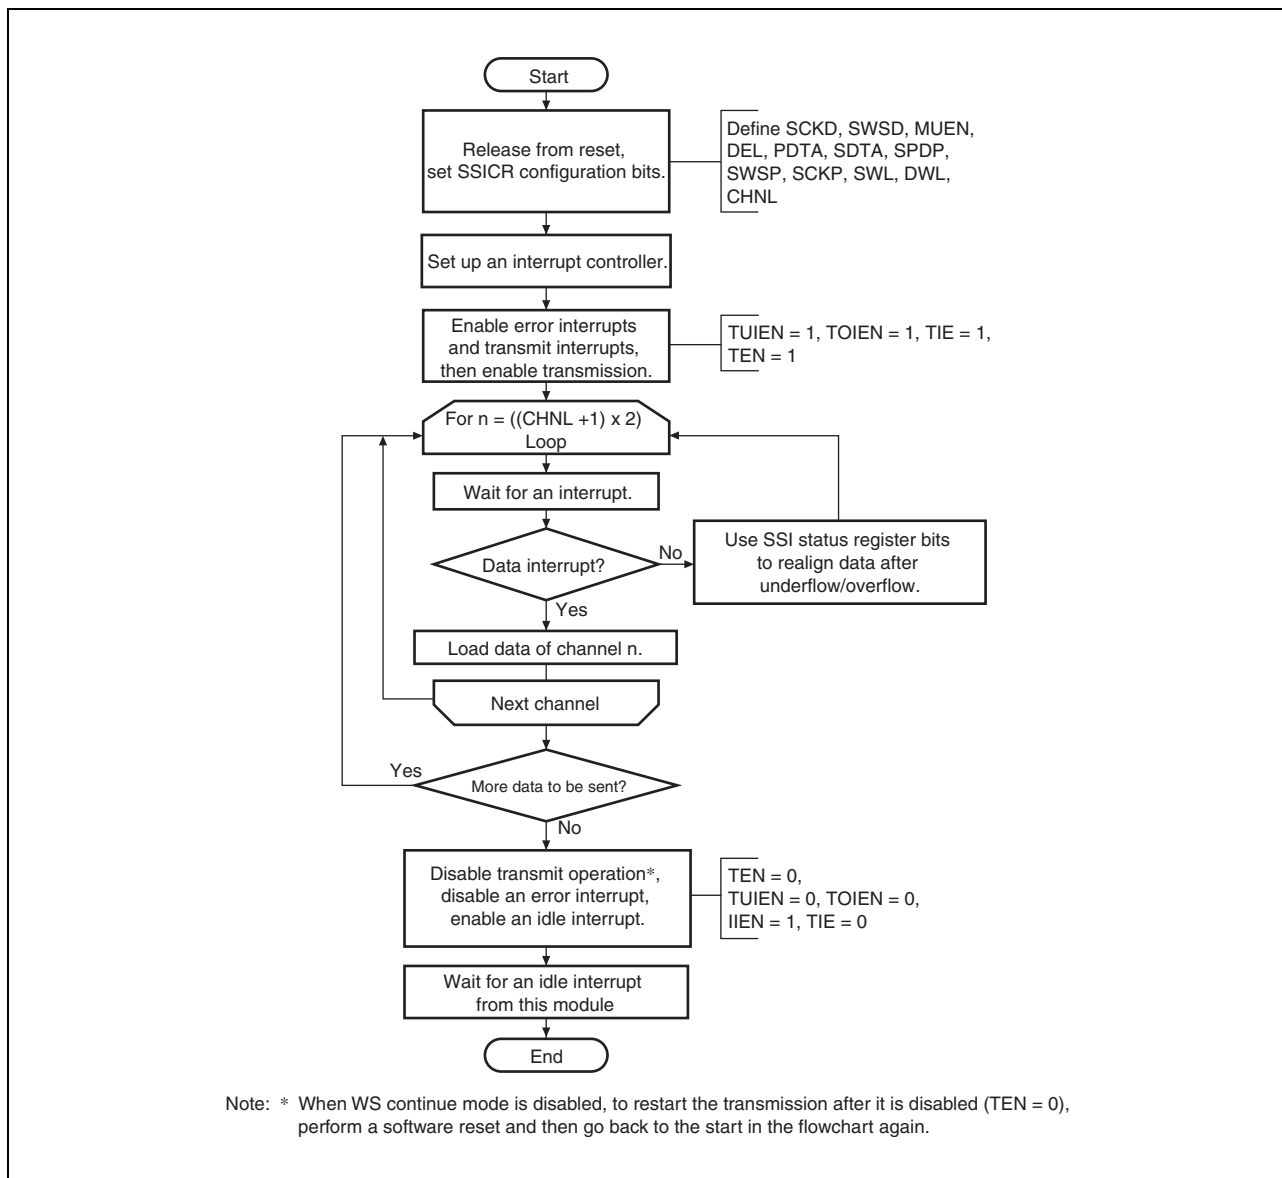 Start
Release from reset,
set SSICR configuration bits.
Define SCKD, SWSD, MUEN,
DEL, PDTA, SDTA, SPDP,
SWSP, SCKP, SWL, DWL,
CHNL
Set up an interrupt controller.
Enable error interrupts
and transmit interrupts,
then enable transmission.
TUIEN = 1, TOIEN = 1, TIE = 1,
TEN = 1
For n = ((CHNL +1) x 2)
Loop
Wait for an interrupt.
Data interrupt?
No
Use SSI status register bits
to realign data after
underflow/overflow.
Yes
Load data of channel n.
Next channel
Yes
More data to be sent?
No
Disable transmit operation*,
disable an error interrupt,
enable an idle interrupt.
TEN = 0,
TUIEN = 0, TOIEN = 0,
IIEN = 1, TIE = 0
Wait for an idle interrupt
from this module
End
Note: * When WS continue mode is disabled, to restart the transmission after it is disabled (TEN = 0),
perform a software reset and then go back to the start in the flowchart again.